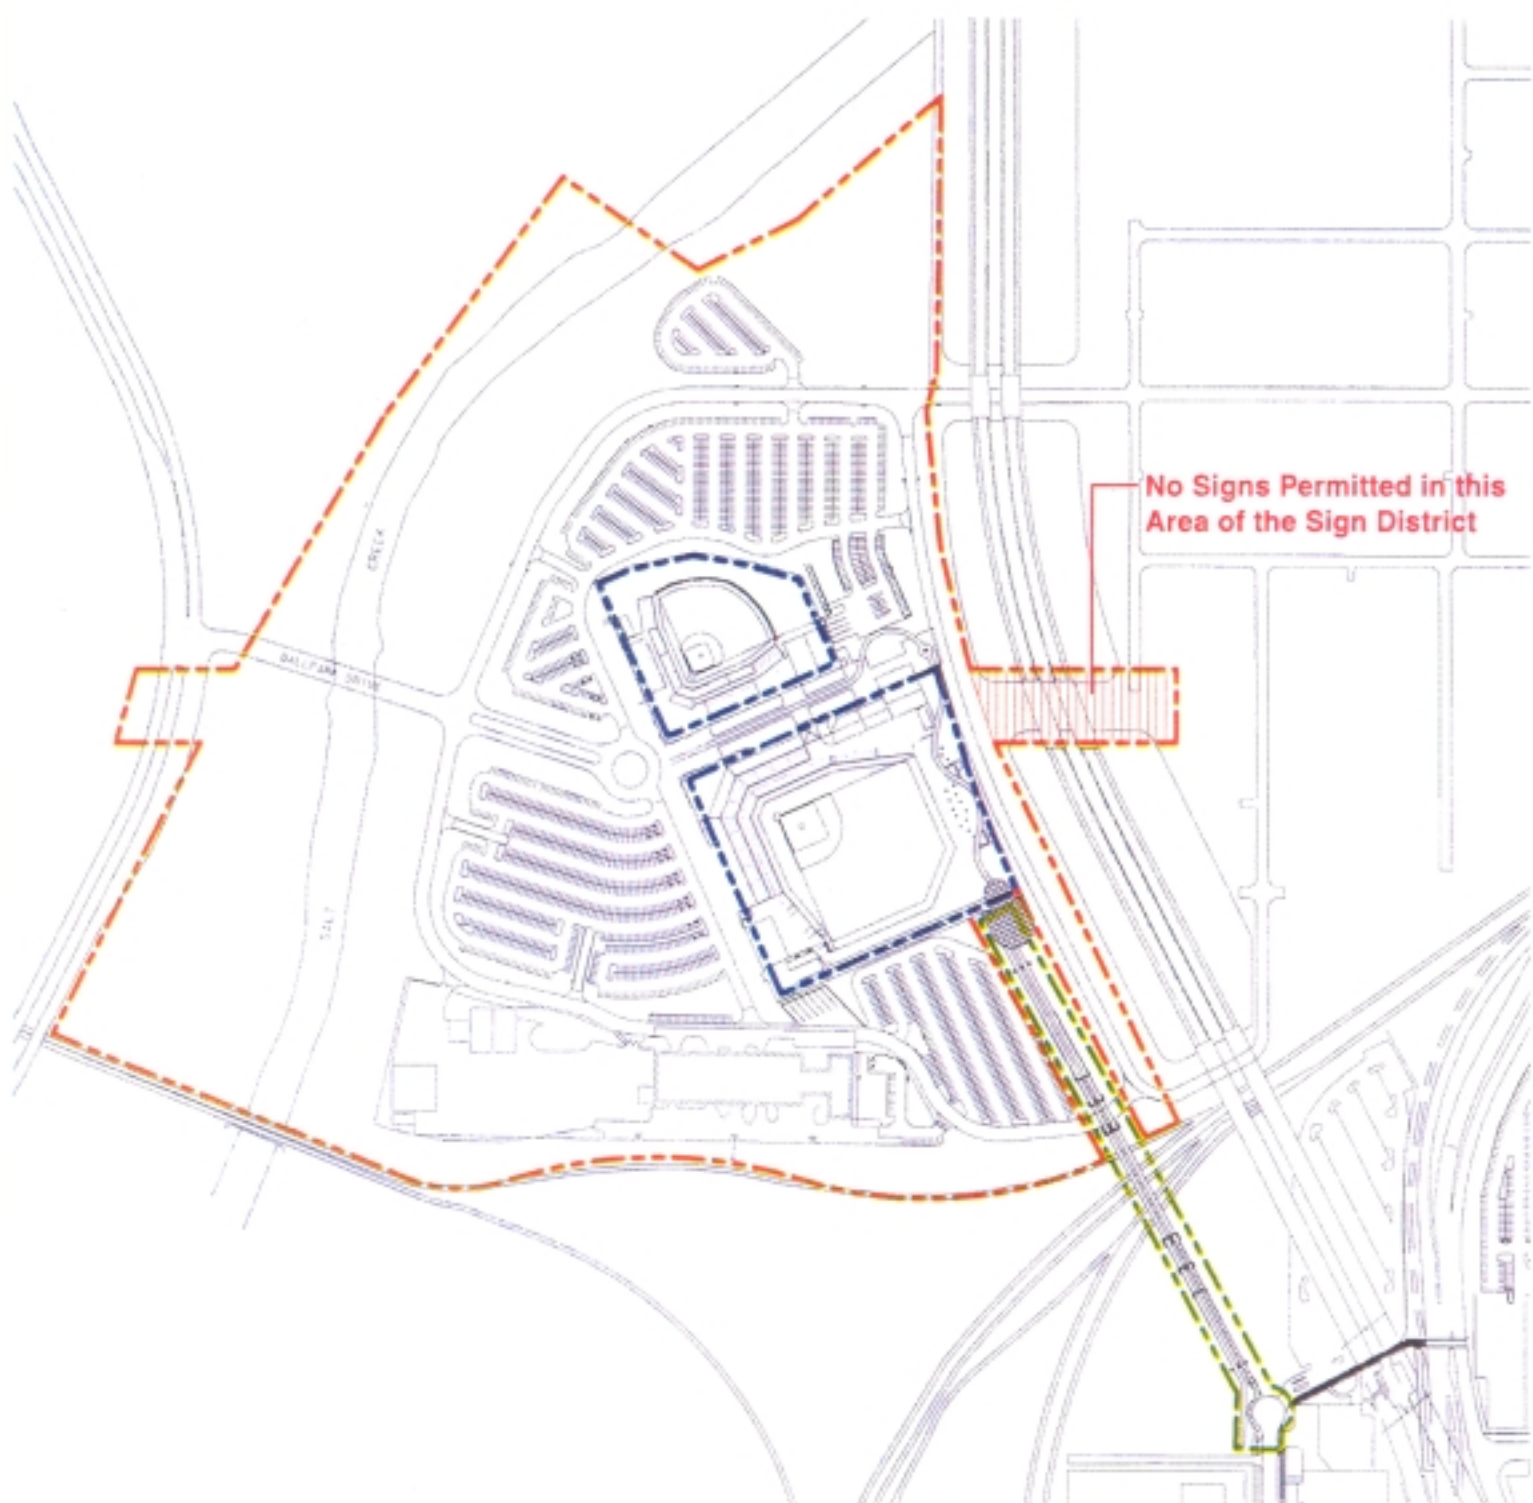 No Signs Permitted in this
Area of the Sign District
CREEK
BALLPARK DRIVE
SALT